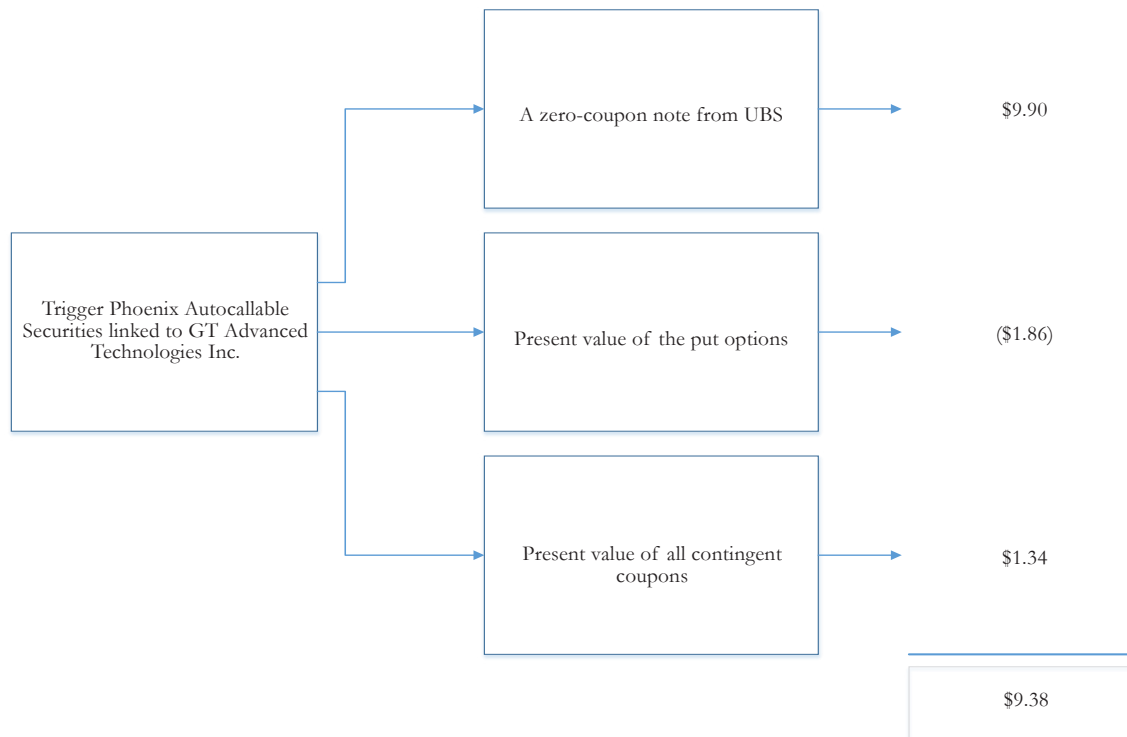 A zero-coupon note from UBS
$9.90
Trigger Phoenix Autocallable
Securities linked to GT Advanced
Technologies Inc.
Present value of the put options
($1.86)
Present value of all contingent
coupons
$1.34
$9.38